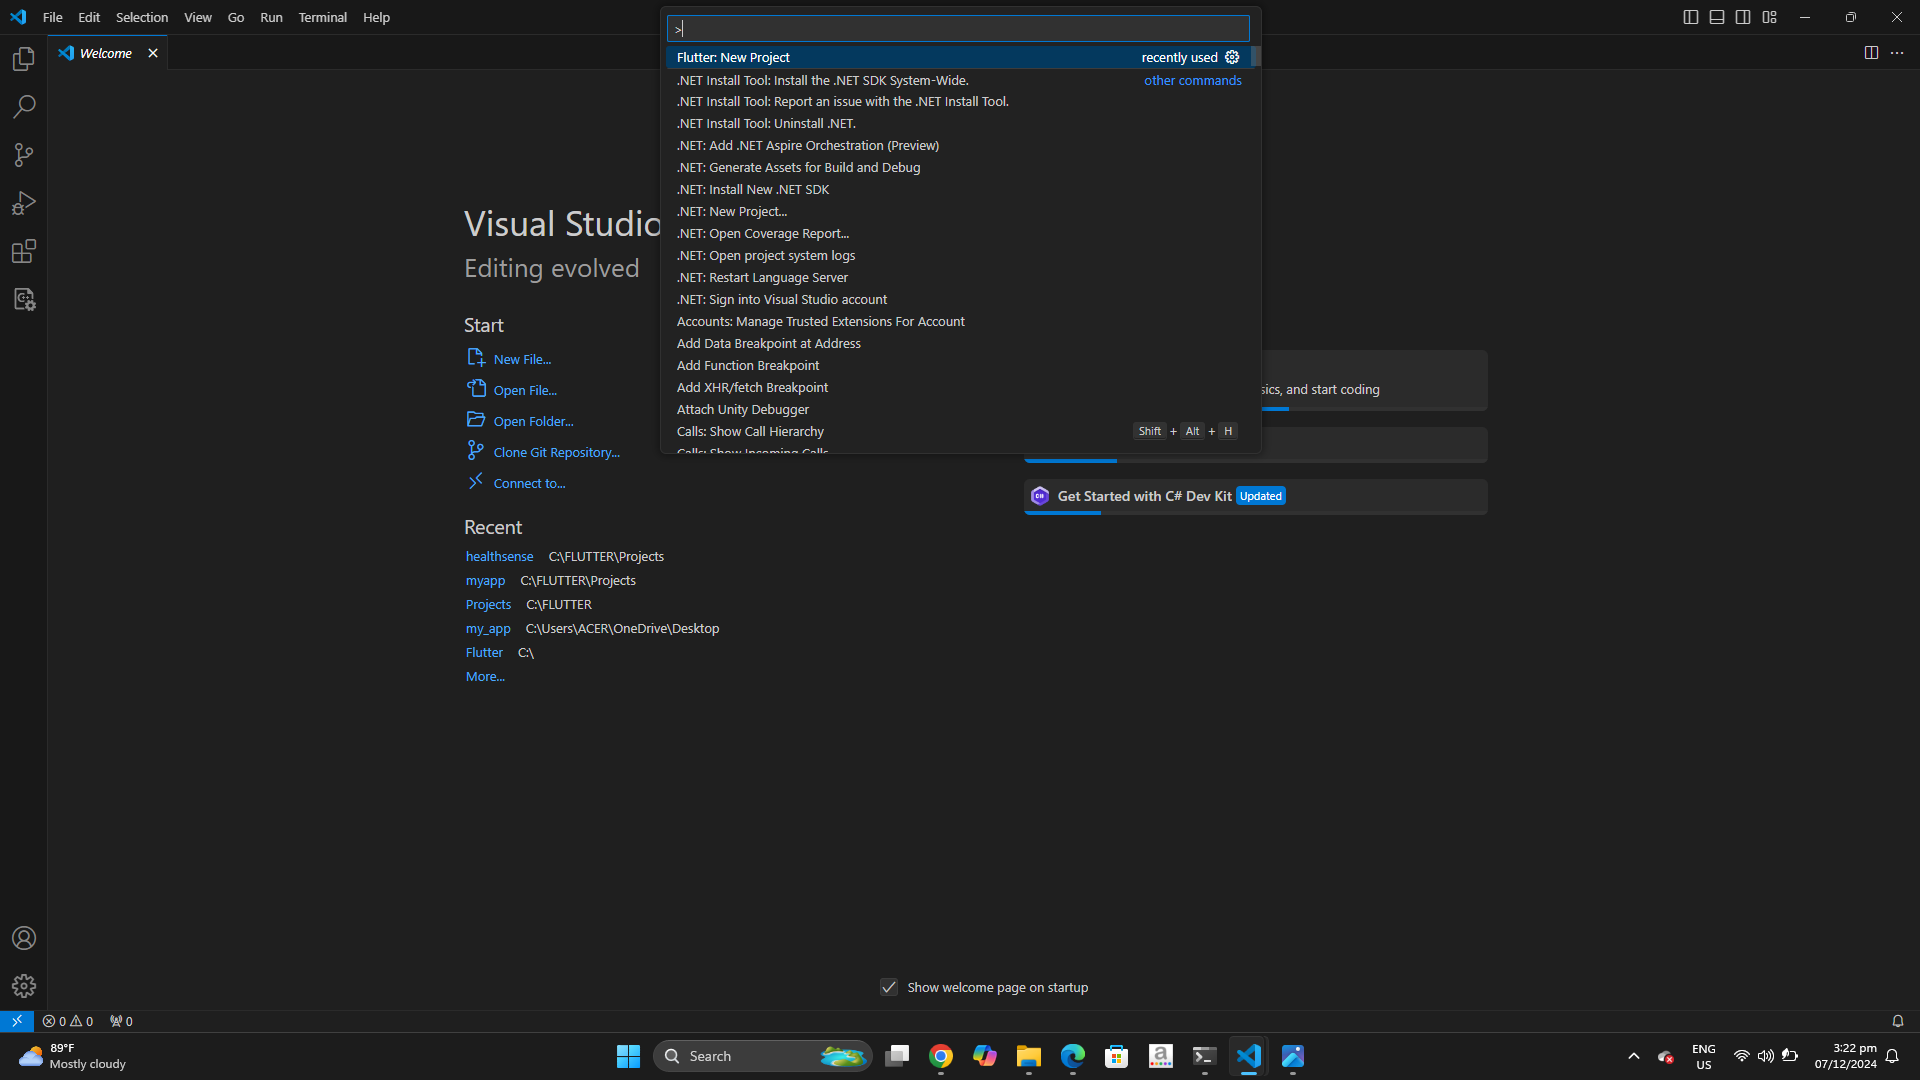 File Edit Selection View Go Run Terminal Help
Welcome
>
Flutter: New Project recently used
.NET Install Tool: Install the .NET SDK System-Wide. other commands
.NET Install Tool: Report an issue with the .NET Install Tool.
.NET Install Tool: Uninstall .NET.
.NET: Add .NET Aspire Orchestration (Preview)
.NET: Generate Assets for Build and Debug
.NET: Install New .NET SDK
.NET: New Project...
.NET: Open Coverage Report...
.NET: Open project system logs
.NET: Restart Language Server
.NET: Sign into Visual Studio account
Accounts: Manage Trusted Extensions For Account
Add Data Breakpoint at Address
Add Function Breakpoint
Add XHR/fetch Breakpoint
Attach Unity Debugger
Calls: Show Call Hierarchy Shift + Alt + H
Calls: Show Incoming Calls
Visual Studio
Editing evolved
Start
New File...
Open File...
Open Folder...
Clone Git Repository...
Connect to...
Recent
healthsense C:\FLUTTER\Projects
myapp C:\FLUTTER\Projects
Projects C:\FLUTTER
my_app C:\Users\ACER\OneDrive\Desktop
Flutter C:\
More...
and start coding
Get Started with C# Dev Kit Updated
Show welcome page on startup
0 0 0
89°F
Mostly cloudy
Search
ENG
US
3:22 pm
07/12/2024